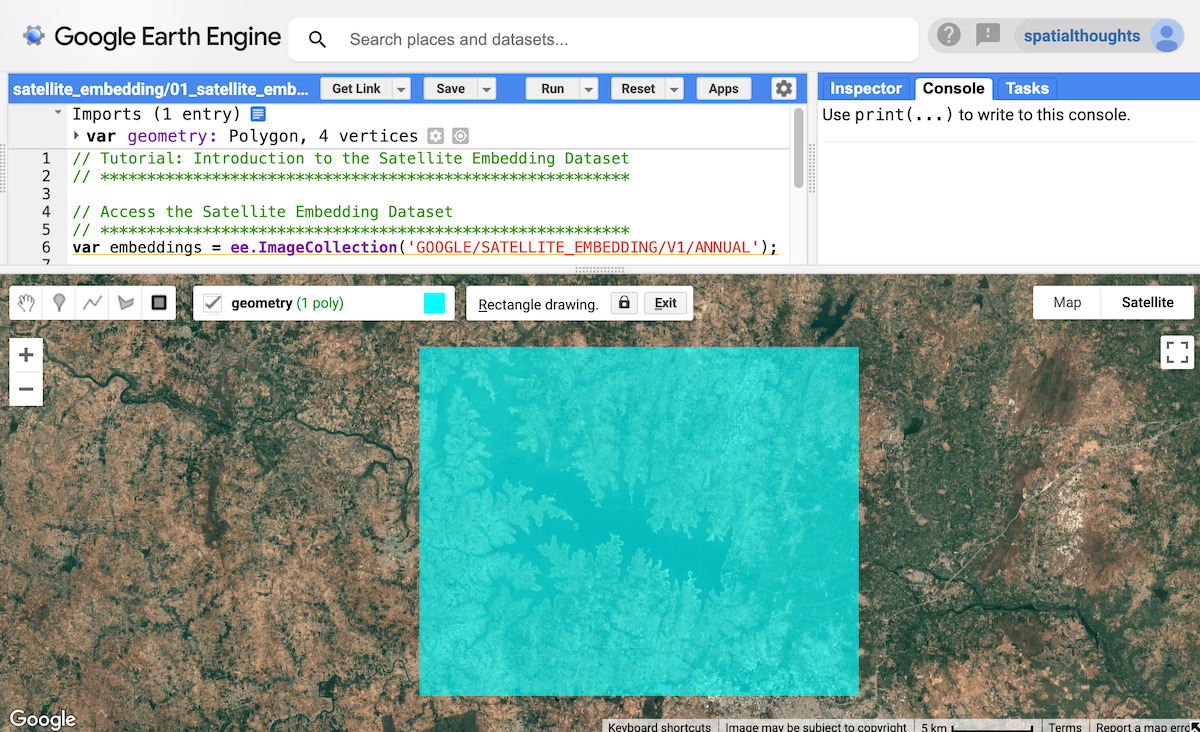 Google Earth Engine
Search places and datasets...
spatialthoughts
satellite_embedding/01_satellite_emb...
Get Link
Save
Run
Reset
Apps
Inspector
Console
Tasks
Imports (1 entry)
var geometry: Polygon, 4 vertices
1 // Tutorial: Introduction to the Satellite Embedding Dataset
2 // *********************************************************
3
4 // Access the Satellite Embedding Dataset
5 // *********************************************************
6 var embeddings = ee.ImageCollection('GOOGLE/SATELLITE_EMBEDDING/V1/ANNUAL');
7
Use print(...) to write to this console.
geometry (1 poly)
Rectangle drawing.
Exit
Map
Satellite
Google
Keyboard shortcuts
Image may be subject to copyright
5 km
Terms
Report a map erro